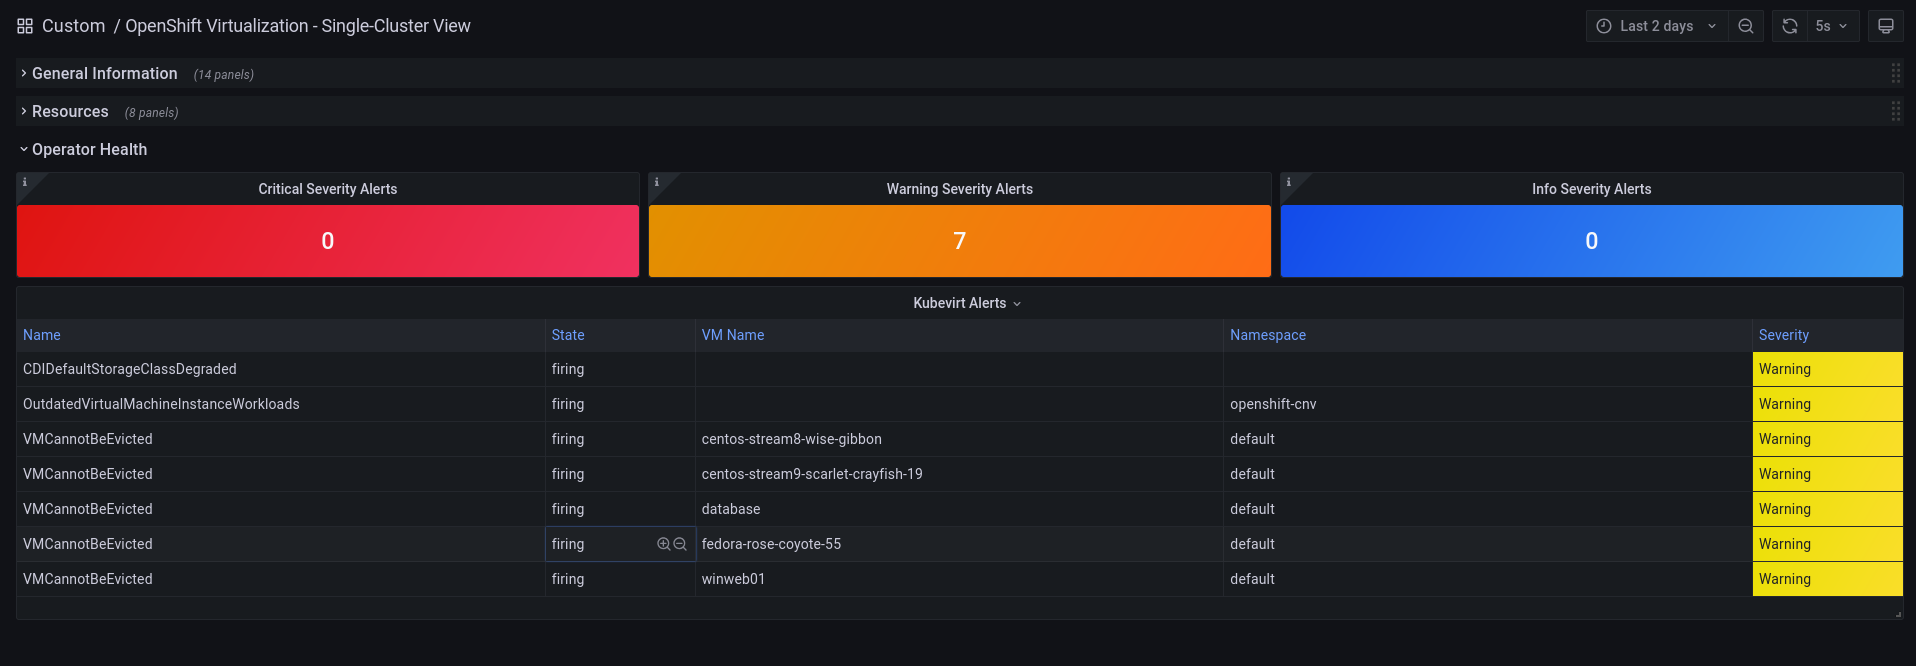 Custom / OpenShift Virtualization - Single-Cluster View
Last 2 days
5s
General Information (14 panels)
Resources (8 panels)
Operator Health
Critical Severity Alerts
Warning Severity Alerts
Info Severity Alerts
0
7
0
Kubevirt Alerts
Name State VM Name Namespace Severity
CDIDefaultStorageClassDegraded firing Warning
OutdatedVirtualMachineInstanceWorkloads firing openshift-cnv Warning
VMCannotBeEvicted firing centos-stream8-wise-gibbon default Warning
VMCannotBeEvicted firing centos-stream9-scarlet-crayfish-19 default Warning
VMCannotBeEvicted firing database default Warning
VMCannotBeEvicted firing fedora-rose-coyote-55 default Warning
VMCannotBeEvicted firing winweb01 default Warning